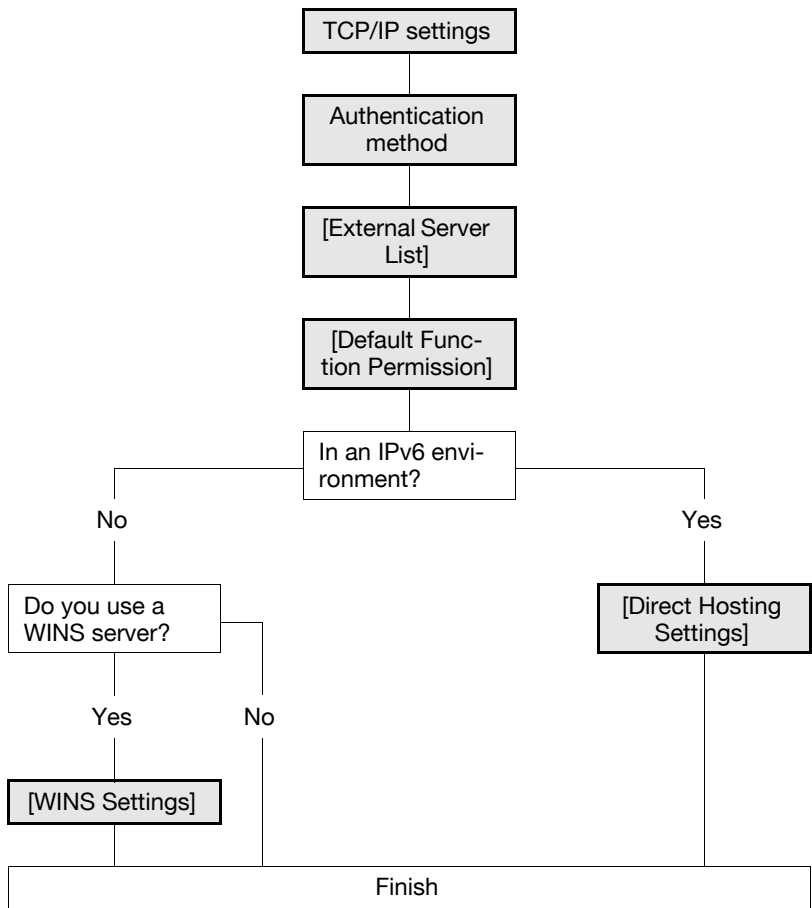 TCP/IP settings
Authentication
method
[External Server
List]
[Default Func-
tion Permission]
In an IPv6 envi-
ronment?
No
Yes
Do you use a
WINS server?
[Direct Hosting
Settings]
Yes
No
[WINS Settings]
Finish